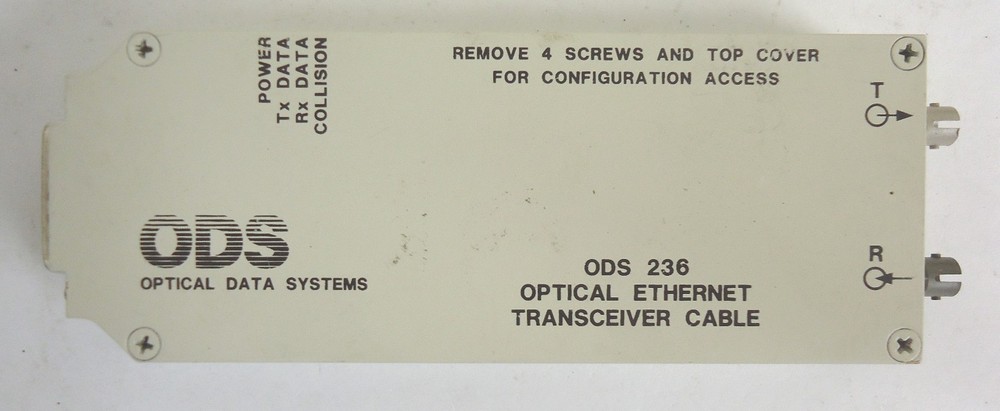 POWER
Tx DATA
Rx DATA
COLLISION
REMOVE 4 SCREWS AND TOP COVER
FOR CONFIGURATION ACCESS
T
R
ODS
OPTICAL DATA SYSTEMS
ODS 236
OPTICAL ETHERNET
TRANSCEIVER CABLE